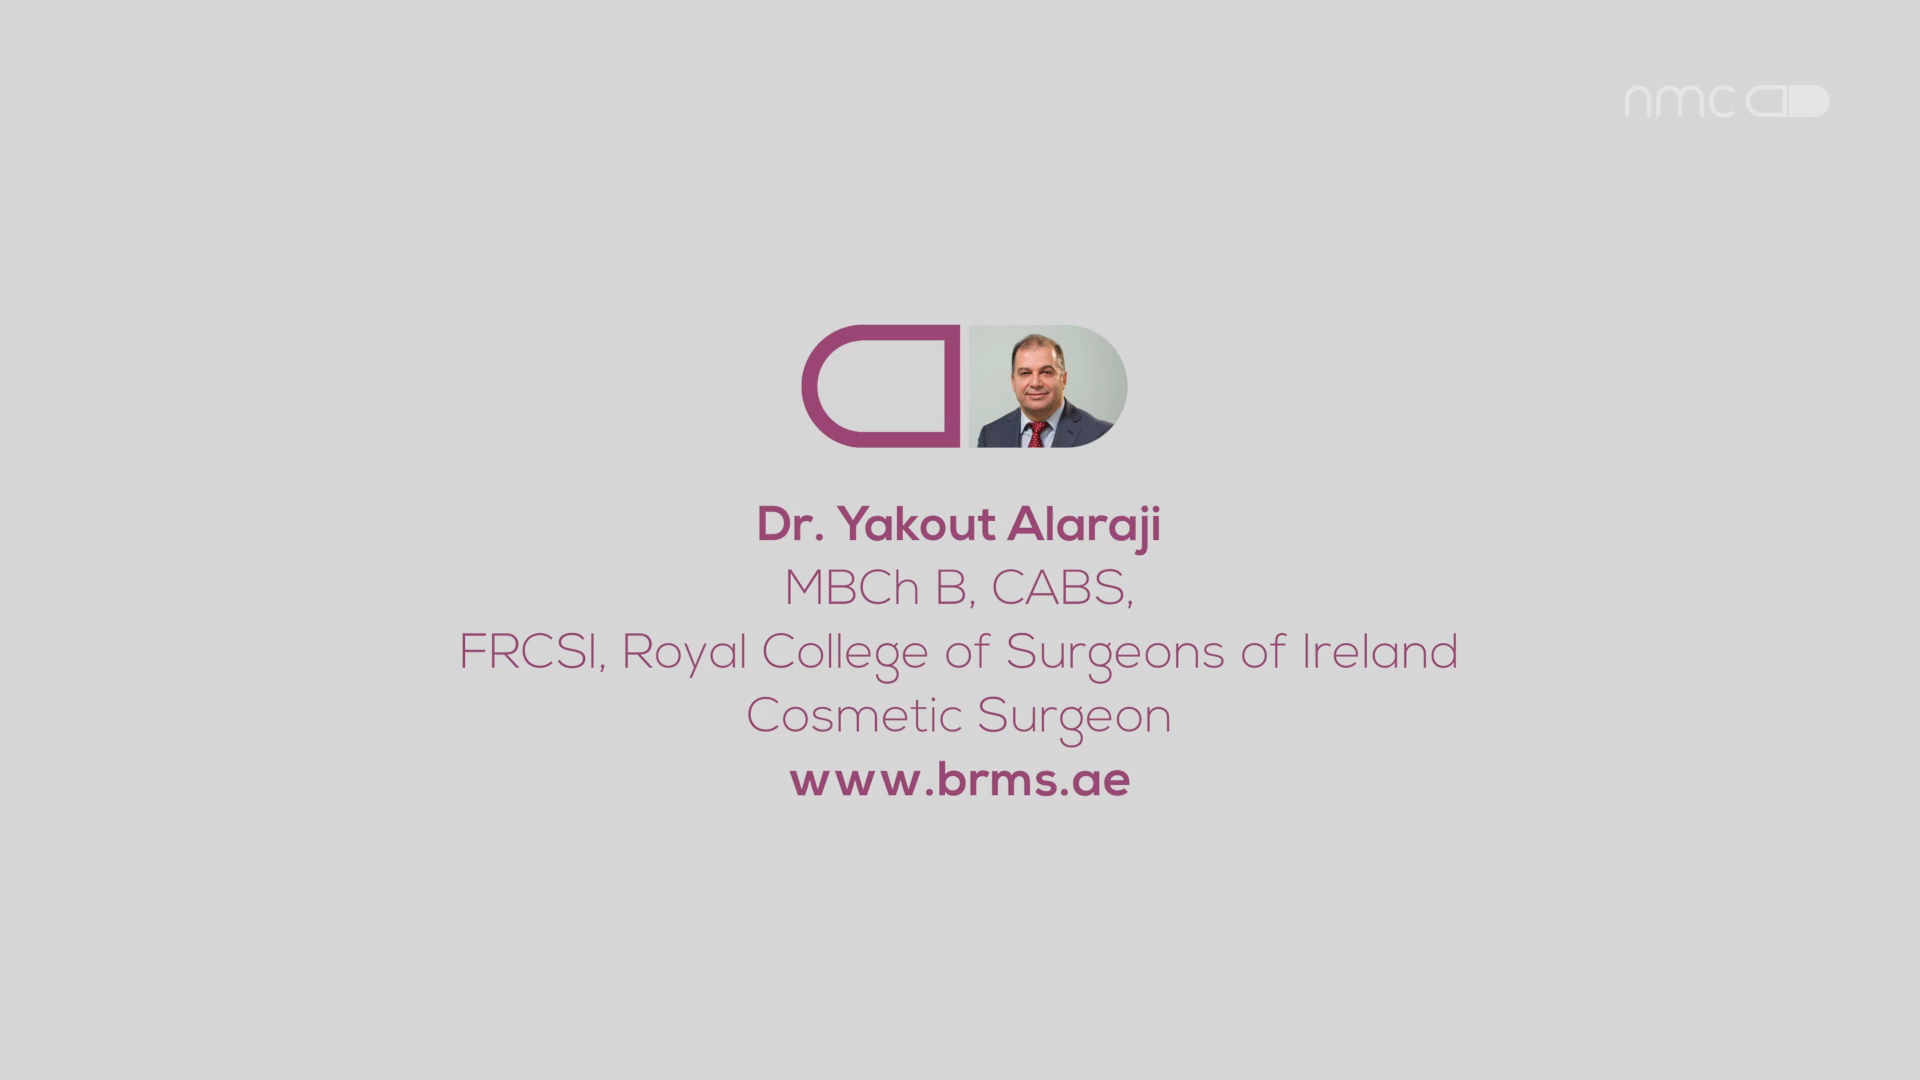 nmc
Dr. Yakout Alaraji
MBCh B, CABS,
FRCSI, Royal College of Surgeons of Ireland
Cosmetic Surgeon
www.brms.ae